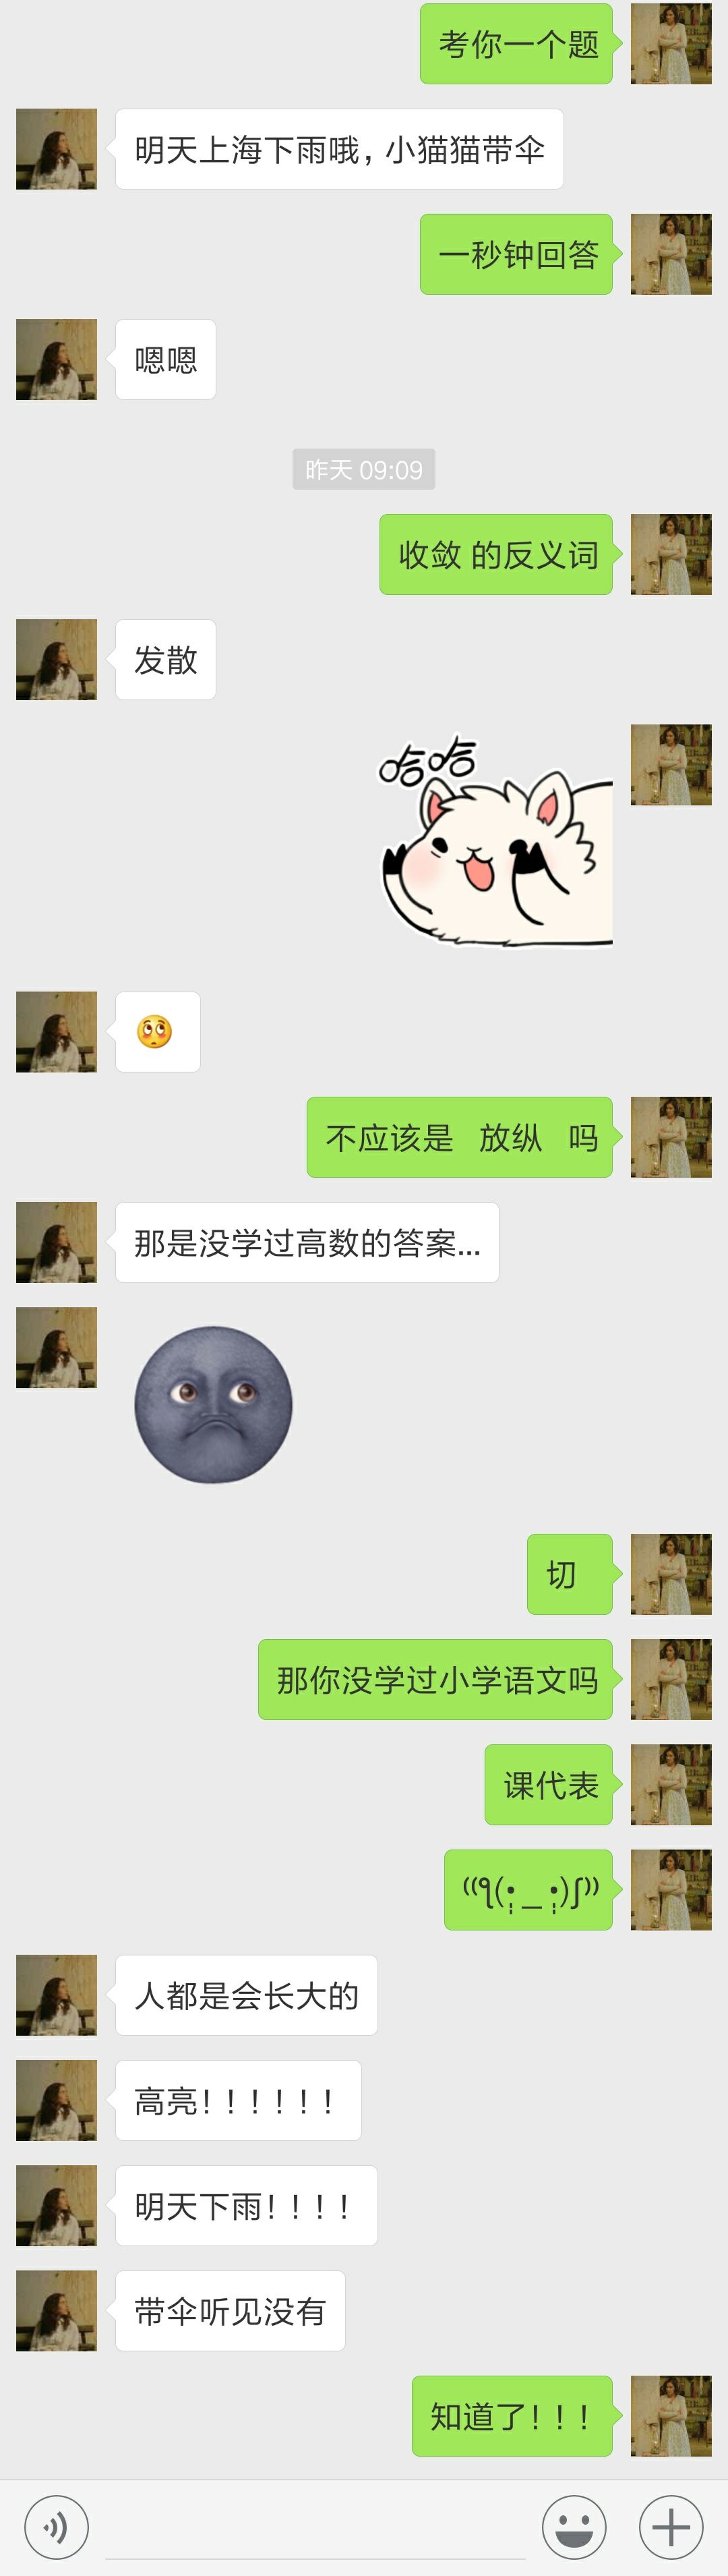 考你一个题
明天上海下雨哦，小猫猫带伞
一秒钟回答
嗯嗯
昨天 09:09
收敛 的反义词
发散
哈哈
🙄
不应该是 放纵 吗
那是没学过高数的答案...
切
那你没学过小学语文吗
课代表
⁽⁽ƪ(•̩̩̩̩＿•̩̩̩̩)ʃ⁾⁾
人都是会长大的
高亮！！！！！！
明天下雨！！！！
带伞听见没有
知道了！！！